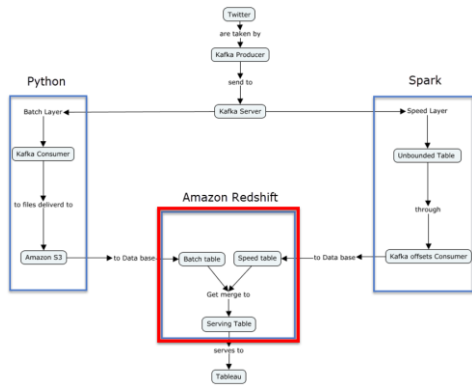 Twitter
are taken by
Kafka Producer
send to
Kafka Server
Python
Spark
Batch Layer
Speed Layer
Kafka Consumer
Unbounded Table
to files deliverd to
through
Amazon Redshift
Amazon S3
to Data base
Batch table
Speed table
to Data base
Kafka offsets Consumer
Get merge to
Serving Table
serves to
Tableau